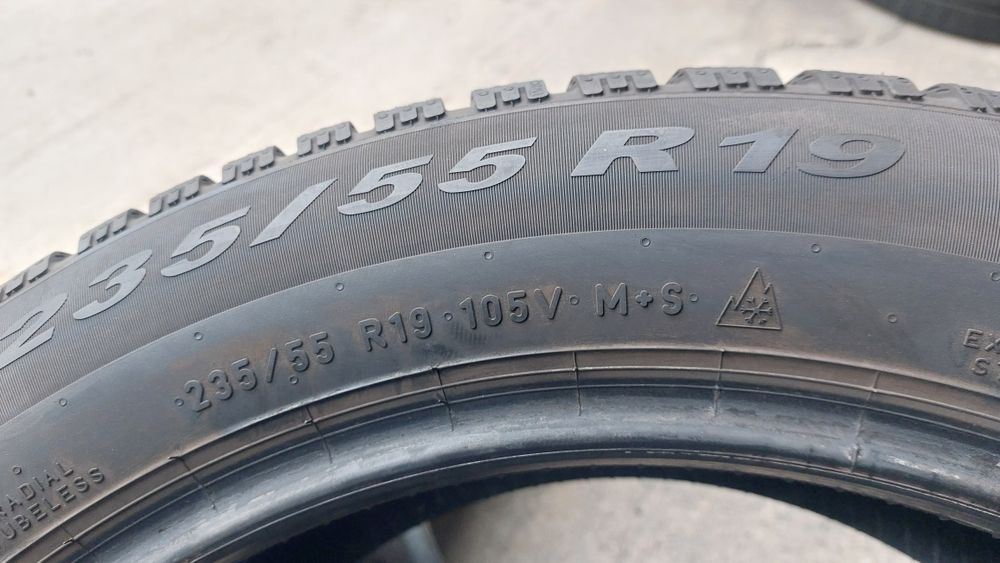 235/55 R19
235/55 R19 · 105V · M+S ·
RADIAL
TUBELESS